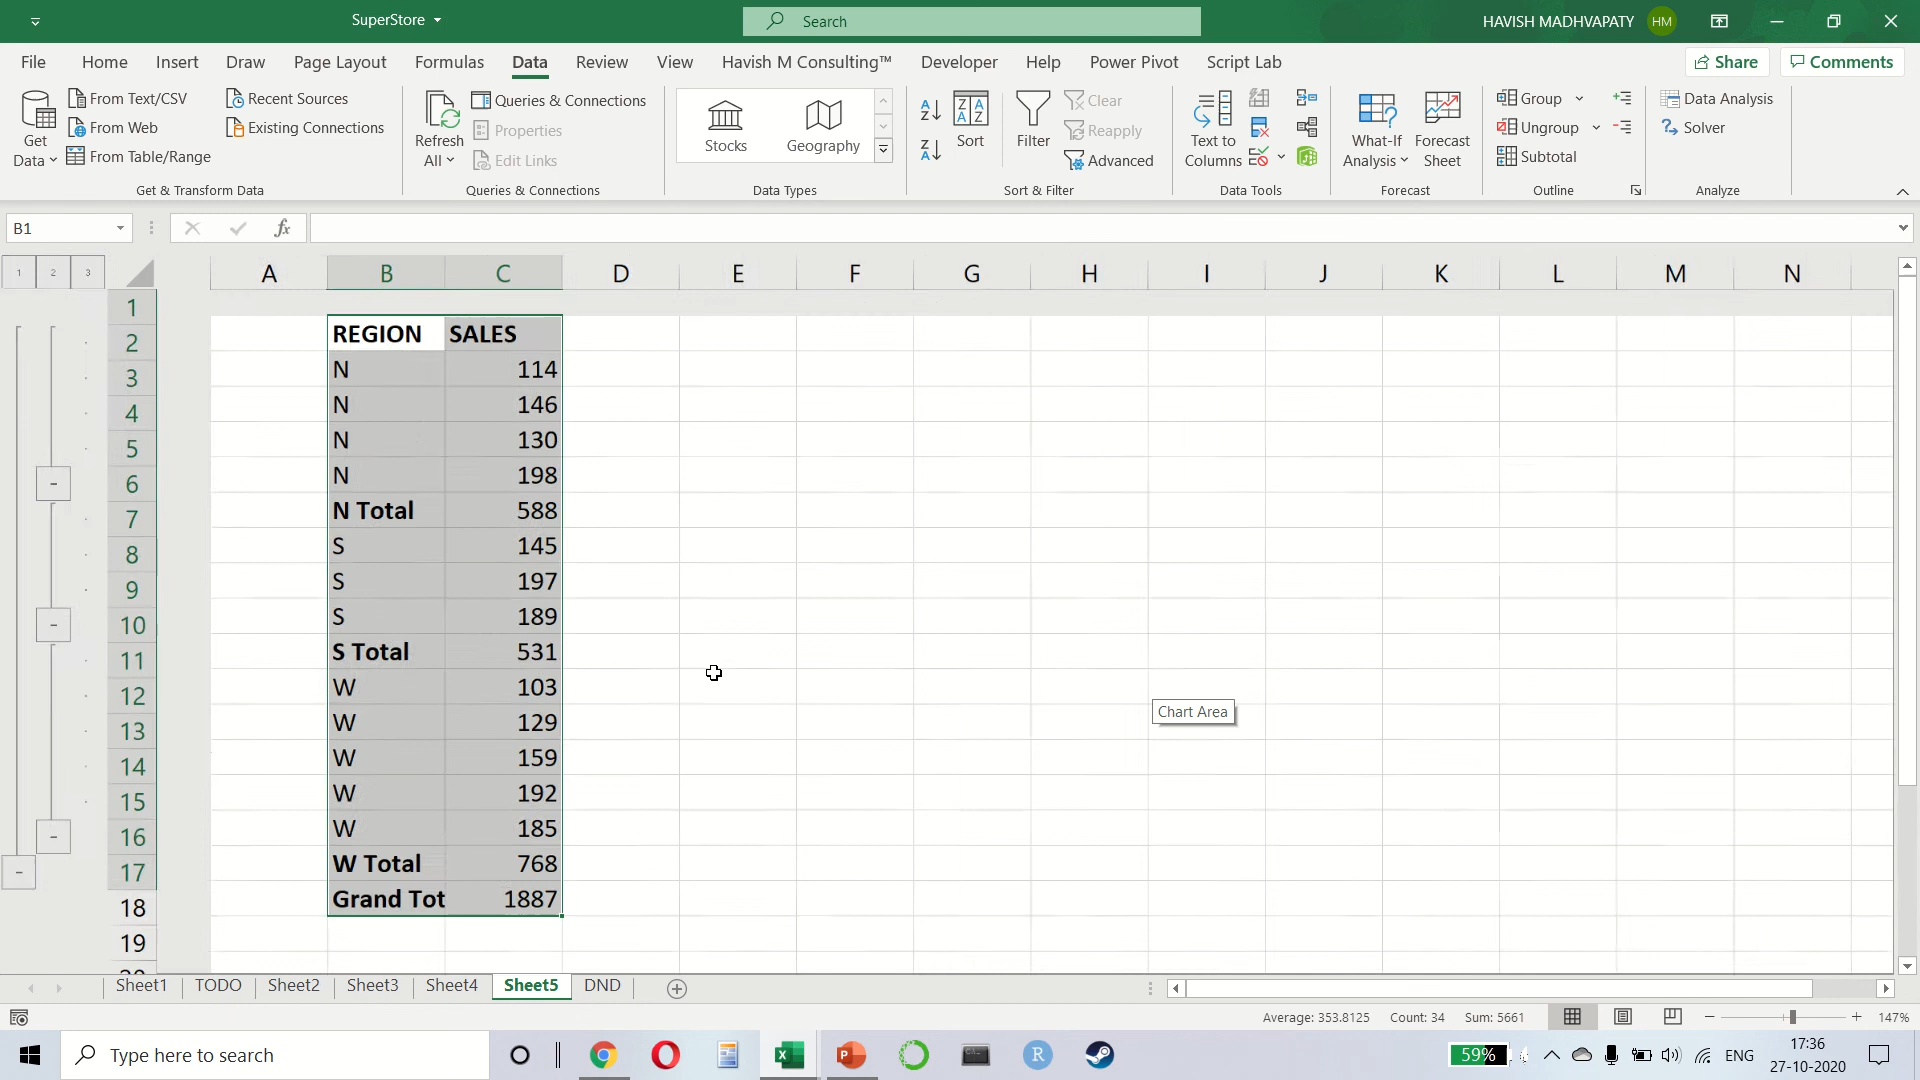 SuperStore
Search
HAVISH MADHVAPATY HM
File Home Insert Draw Page Layout Formulas Data Review View Havish M Consulting™ Developer Help Power Pivot Script Lab Share Comments
Get Data
From Text/CSV
From Web
From Table/Range
Recent Sources
Existing Connections
Get & Transform Data
Refresh All
Queries & Connections
Properties
Edit Links
Queries & Connections
Stocks
Geography
Data Types
Sort
Filter
Clear
Reapply
Advanced
Sort & Filter
Text to Columns
Data Tools
What-If Analysis
Forecast Sheet
Forecast
Group
Ungroup
Subtotal
Outline
Data Analysis
Solver
Analyze
B1 fx
1 2 3 A B C D E F G H I J K L M N
1
2 REGION SALES
3 N 114
4 N 146
5 N 130
6 N 198
7 N Total 588
8 S 145
9 S 197
10 S 189
11 S Total 531
12 W 103
13 W 129
14 W 159
15 W 192
16 W 185
17 W Total 768
18 Grand Tot 1887
19
Chart Area
Sheet1 TODO Sheet2 Sheet3 Sheet4 Sheet5 DND
Average: 353.8125 Count: 34 Sum: 5661 147%
Type here to search
59%
ENG
17:36
27-10-2020